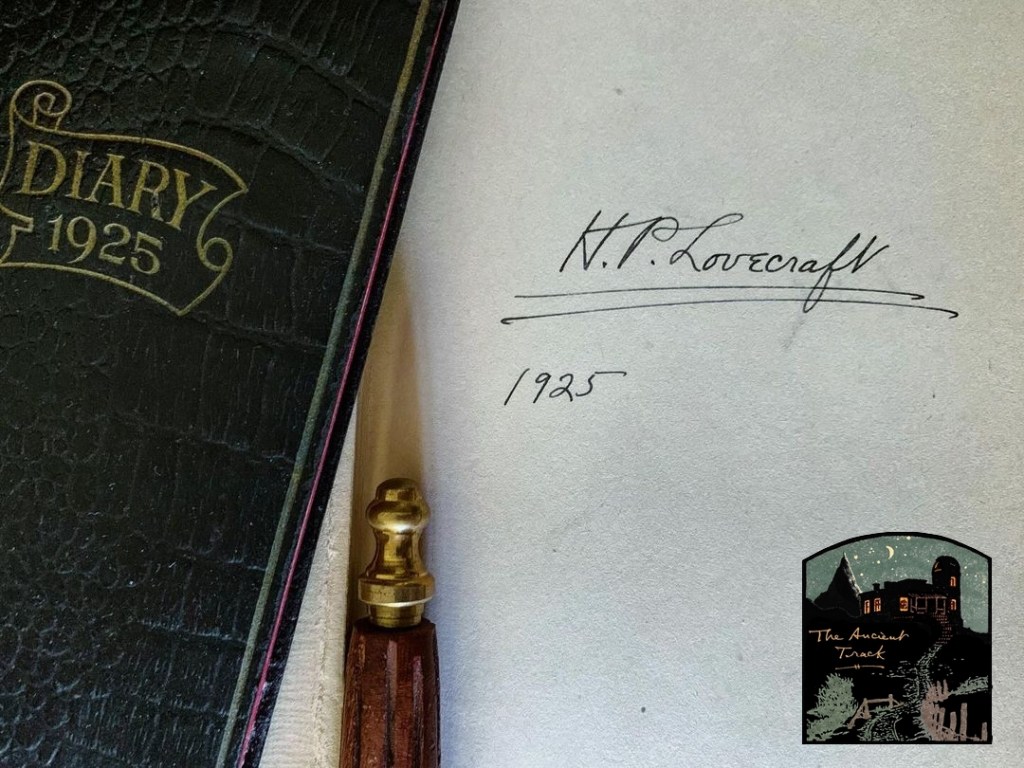 DIARY
1925
H. P. Lovecraft
1925
The Ancient
Track